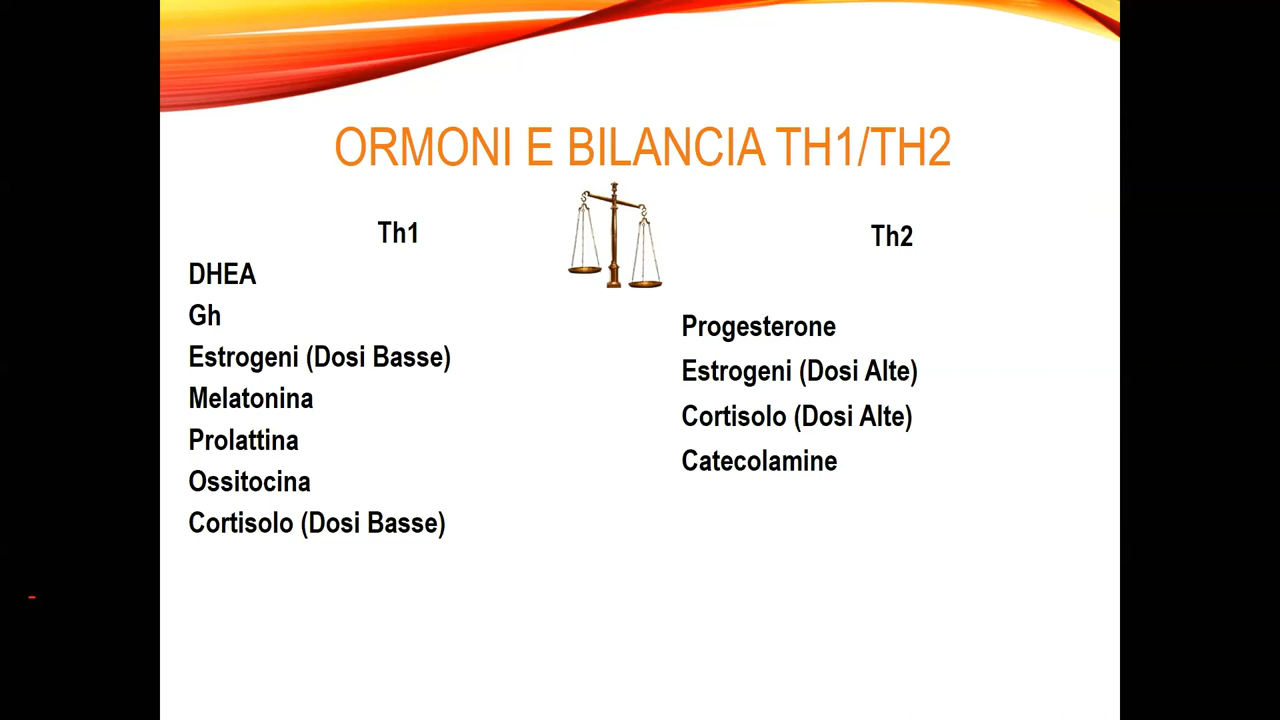 ORMONI E BILANCIA TH1/TH2
Th1
DHEA
Gh
Estrogeni (Dosi Basse)
Melatonina
Prolattina
Ossitocina
Cortisolo (Dosi Basse)
Th2
Progesterone
Estrogeni (Dosi Alte)
Cortisolo (Dosi Alte)
Catecolamine